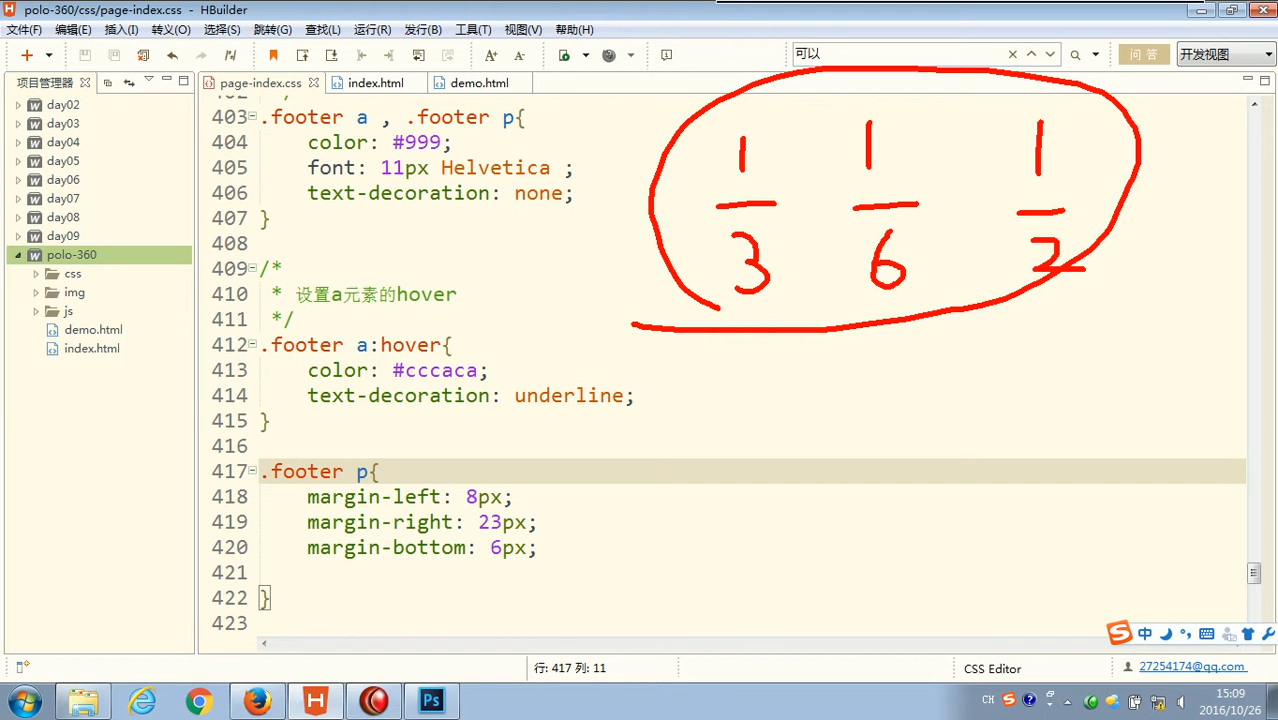 polo-360/css/page-index.css - HBuilder
文件(F) 编辑(E) 插入(I) 转义(O) 选择(S) 跳转(G) 查找(L) 运行(R) 发行(B) 工具(T) 视图(V) 帮助(H)
可以 问答 开发视图
项目管理器 page-index.css index.html demo.html
day02
day03
day04
day05
day06
day07
day08
day09
polo-360
css
img
js
demo.html
index.html
403 .footer a , .footer p{
404 color: #999;
405 font: 11px Helvetica ;
406 text-decoration: none;
407 }
408
409 /*
410 * 设置a元素的hover
411 */
412 .footer a:hover{
413 color: #cccaca;
414 text-decoration: underline;
415 }
416
417 .footer p{
418 margin-left: 8px;
419 margin-right: 23px;
420 margin-bottom: 6px;
421
422 }
423
1 1 1
3 6 2
中
行: 417 列: 11 CSS Editor 27254174@qq.com
CH 15:09
2016/10/26